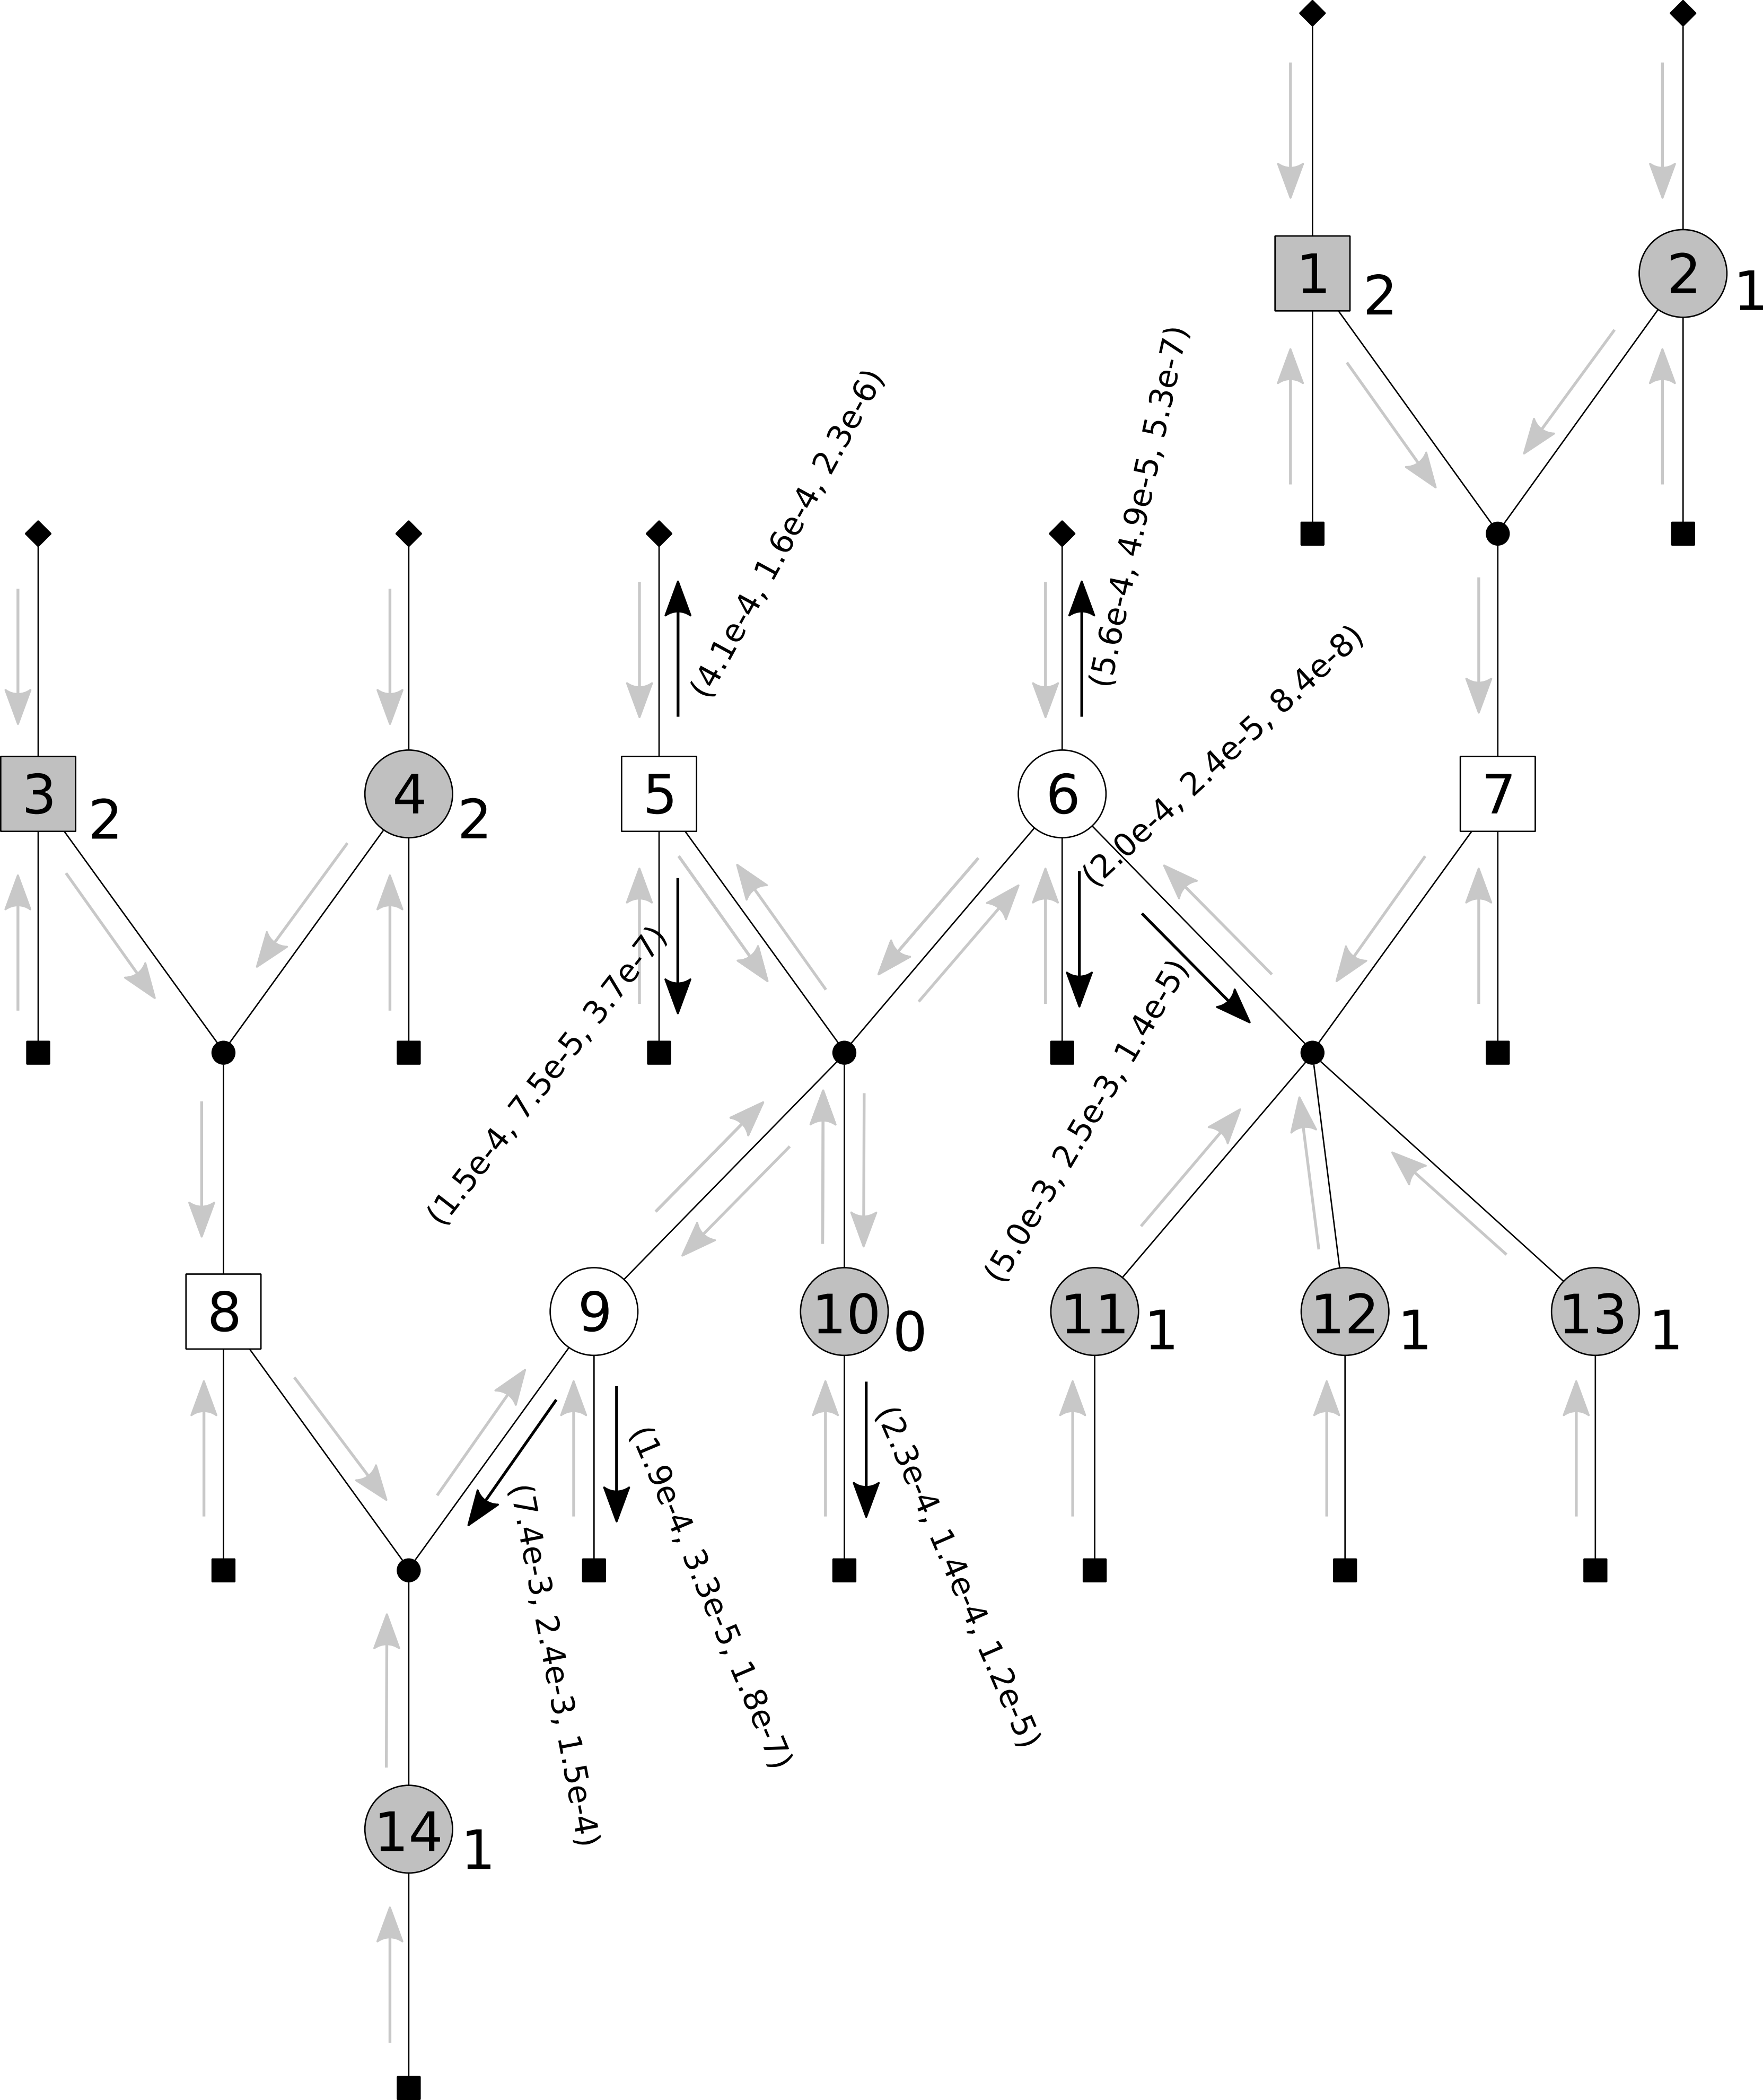 1
2
2
1
(4.1e-4, 1.6e-4, 2.3e-6)
(5.6e-4, 4.9e-5, 5.3e-7)
3
2
4
2
5
6
7
(2.0e-4, 2.4e-5, 8.4e-8)
(1.5e-4, 7.5e-5, 3.7e-7)
(5.0e-3, 2.5e-3, 1.4e-5)
8
9
10
0
11
1
12
1
13
1
(7.4e-3, 2.4e-3, 1.5e-4)
(1.9e-4, 3.3e-5, 1.8e-7)
(2.3e-4, 1.4e-4, 1.2e-5)
14
1